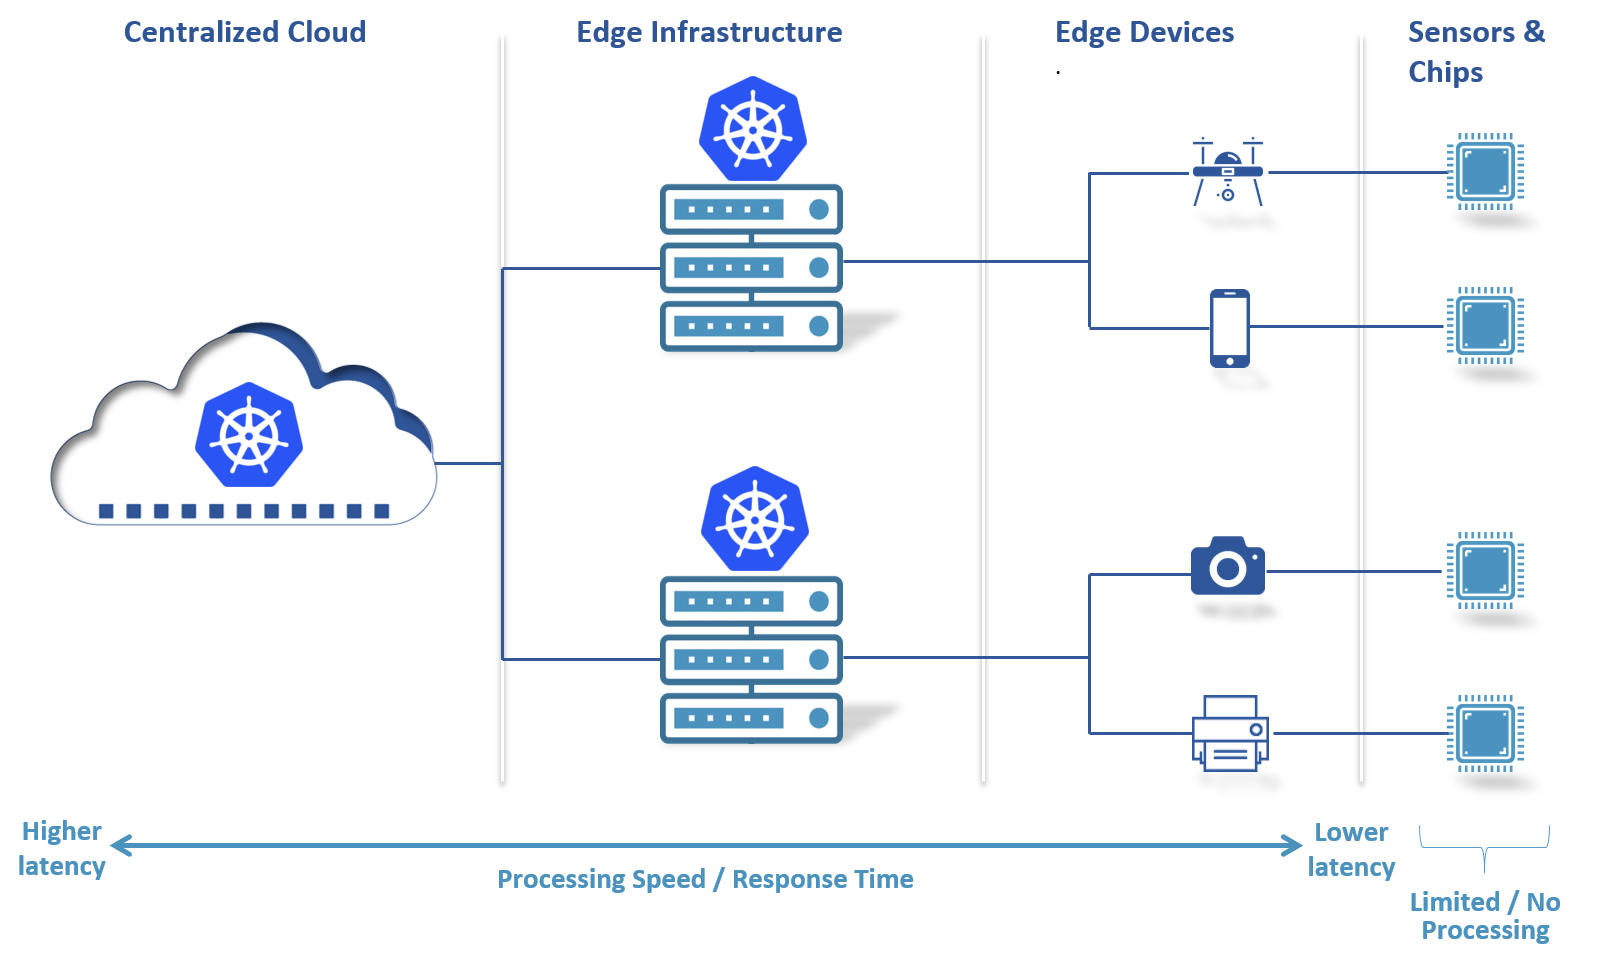 Centralized Cloud
Edge Infrastructure
Edge Devices
.
Sensors &
Chips
Higher
latency
Processing Speed / Response Time
Lower
latency
Limited / No
Processing